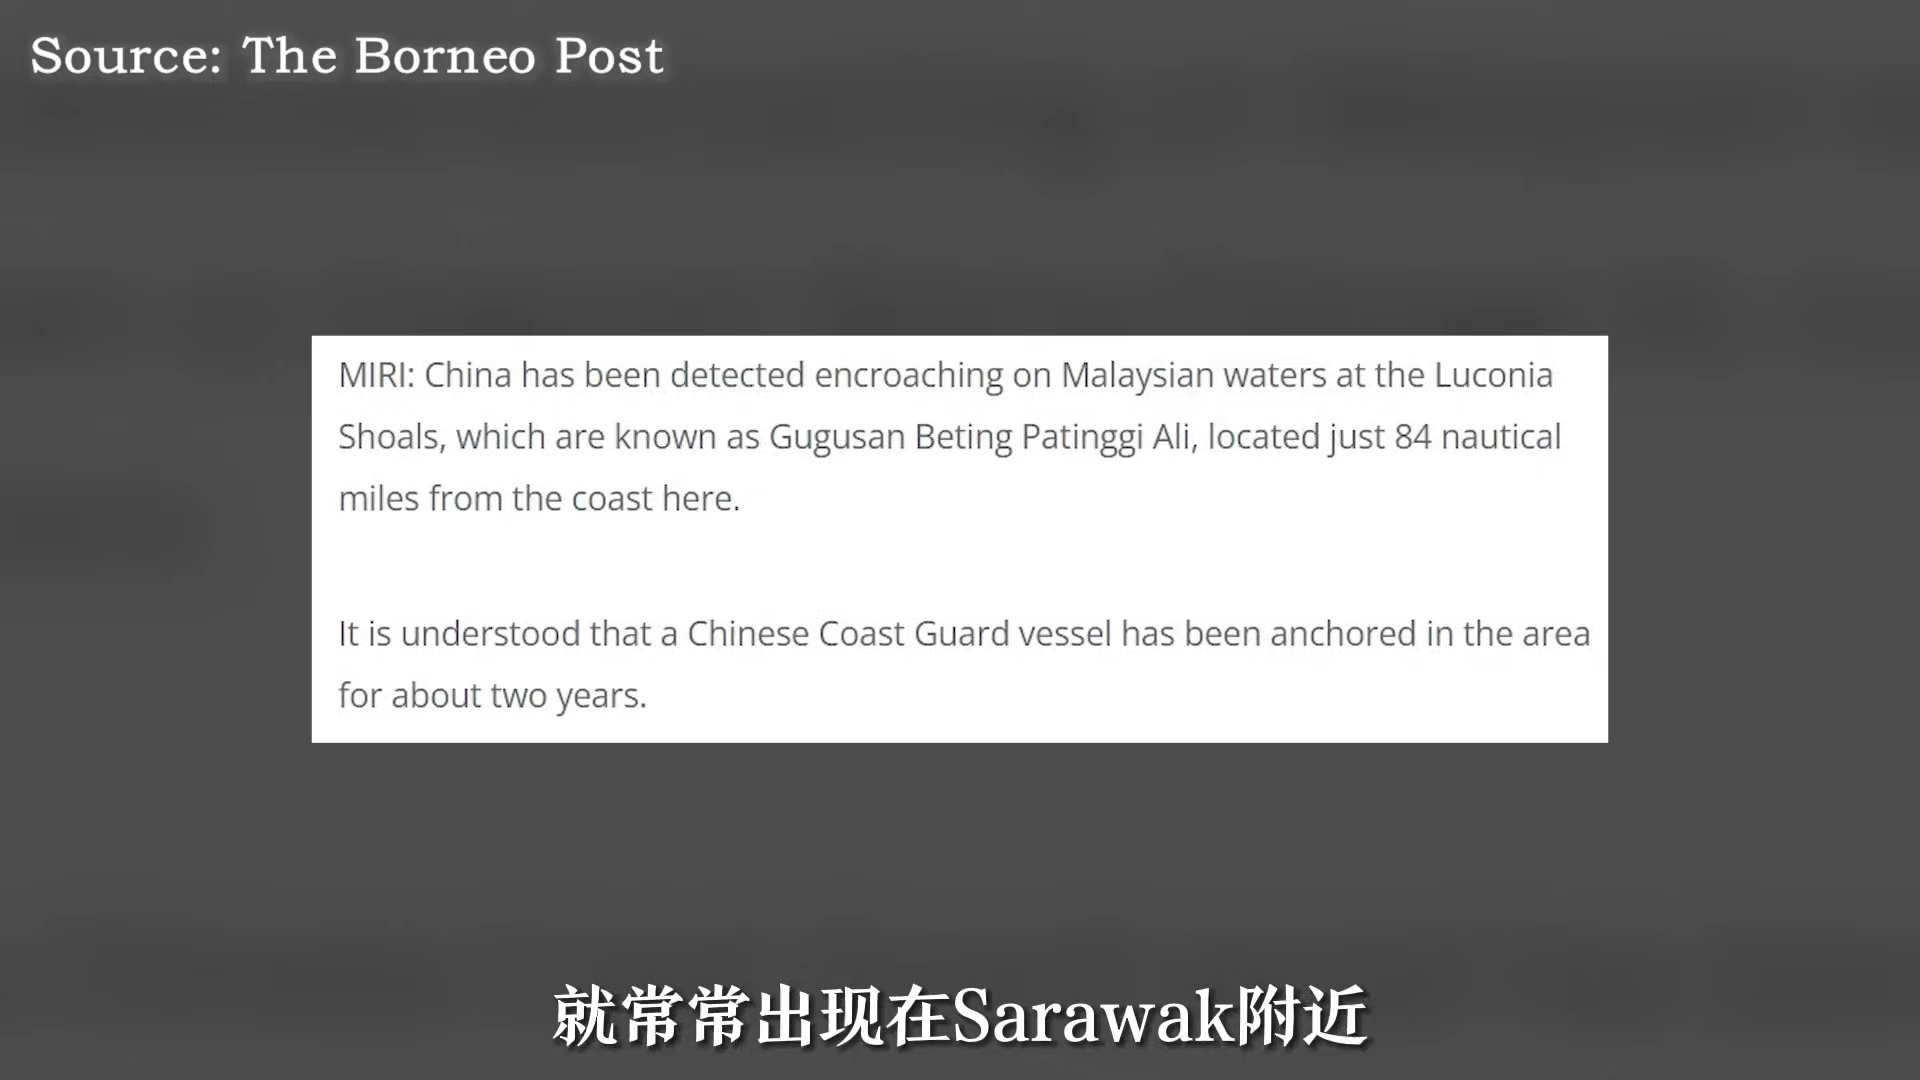 Source: The Borneo Post
MIRI: China has been detected encroaching on Malaysian waters at the Luconia
Shoals, which are known as Gugusan Beting Patinggi Ali, located just 84 nautical
miles from the coast here.
It is understood that a Chinese Coast Guard vessel has been anchored in the area
for about two years.
就常常出现在Sarawak附近